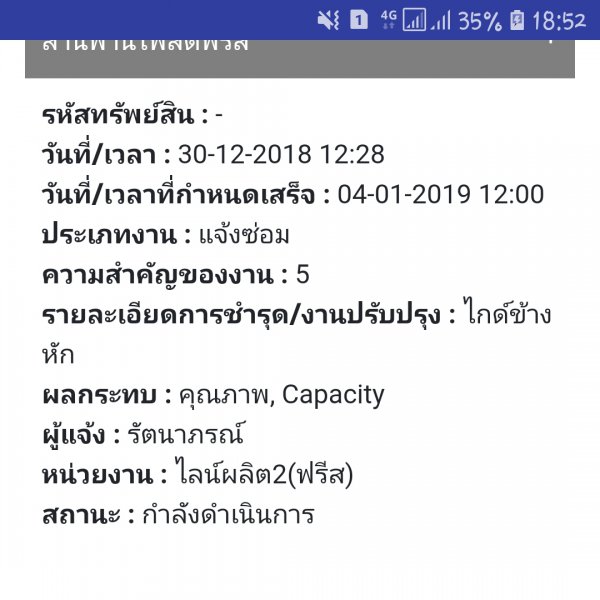 1 4G 35% 18:52
รหัสทรัพย์สิน : -
วันที่/เวลา : 30-12-2018 12:28
วันที่/เวลาที่กำหนดเสร็จ : 04-01-2019 12:00
ประเภทงาน : แจ้งซ่อม
ความสำคัญของงาน : 5
รายละเอียดการชำรุด/งานปรับปรุง : ไกด์ข้าง
หัก
ผลกระทบ : คุณภาพ, Capacity
ผู้แจ้ง : รัตนาภรณ์
หน่วยงาน : ไลน์ผลิต2(ฟรีส)
สถานะ : กำลังดำเนินการ